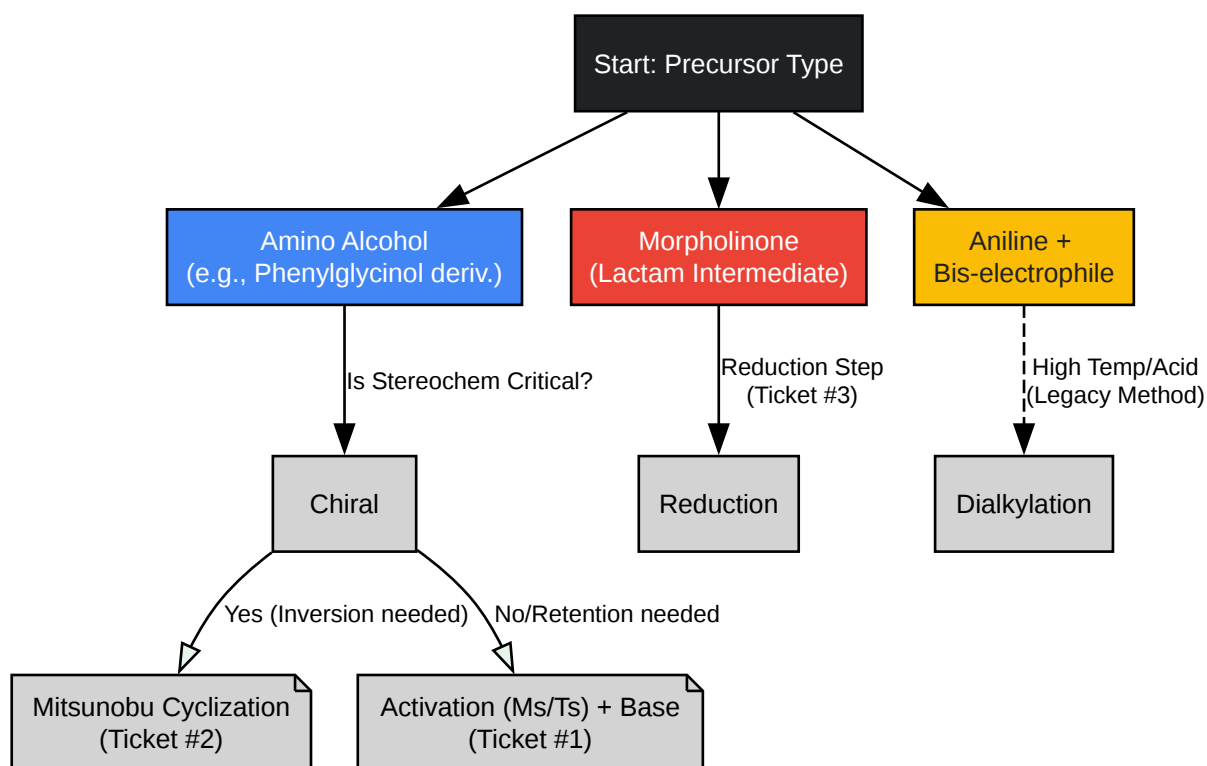 Start: Precursor Type
Amino Alcohol
(e.g., Phenylglycinol deriv.)
Morpholinone
(Lactam Intermediate)
Aniline +
Bis-electrophile
Is Stereochem Critical?
Reduction Step
(Ticket #3)
High Temp/Acid
(Legacy Method)
Chiral
Reduction
Dialkylation
Yes (Inversion needed)
No/Retention needed
Mitsunobu Cyclization
(Ticket #2)
Activation (Ms/Ts) + Base
(Ticket #1)